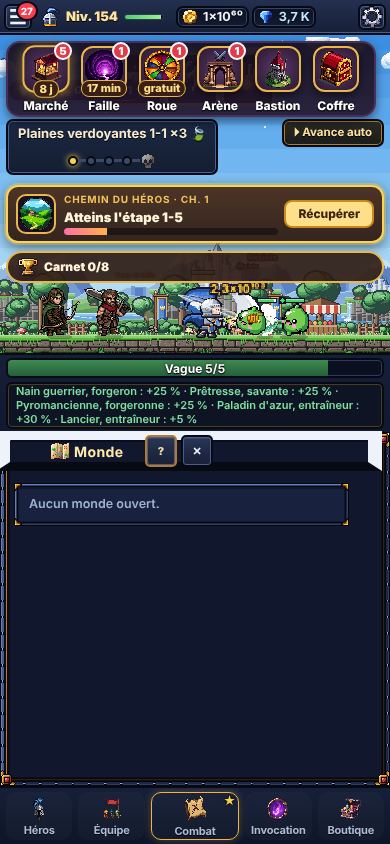 27 Niv. 154 1×10⁶⁰ 3,7 K
5 1 1 1
8 j 17 min gratuit
Marché Faille Roue Arène Bastion Coffre
Plaines verdoyantes 1-1 ×3
Avance auto
CHEMIN DU HÉROS · CH. 1
Atteins l'étape 1-5
Récupérer
Carnet 0/8
Vague 5/5
Nain guerrier, forgeron : +25 % · Prêtresse, savante : +25 % ·
Pyromancienne, forgeronne : +25 % · Paladin d'azur, entraîneur :
+30 % · Lancier, entraîneur : +5 %
Monde ? ×
Aucun monde ouvert.
Héros Équipe Combat Invocation Boutique